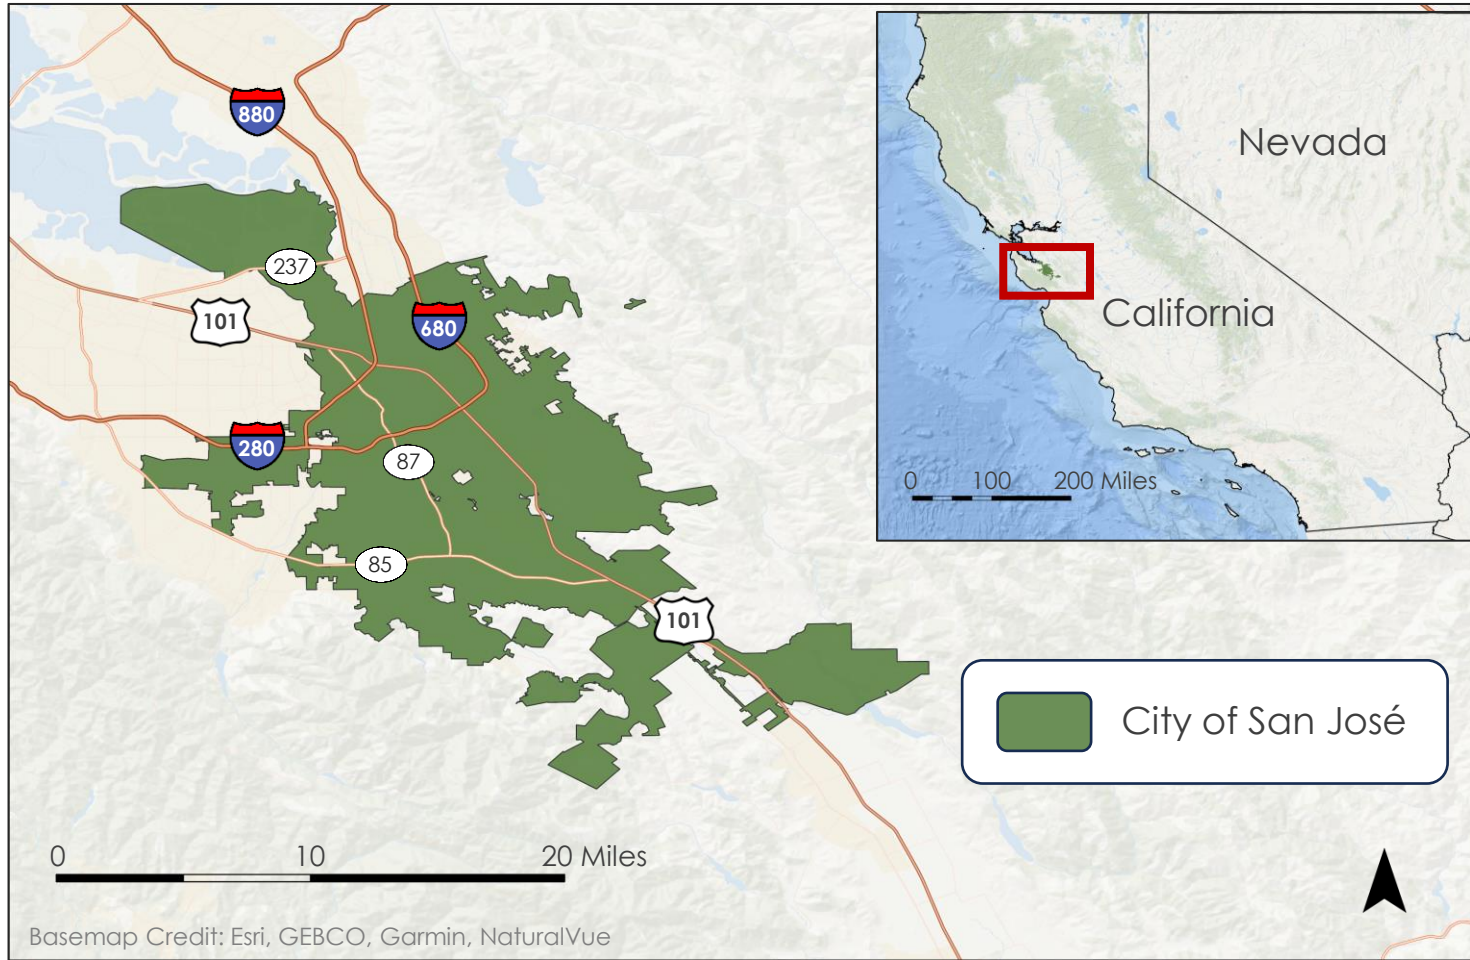 880
237
101
680
280
87
85
101
Nevada
California
0 100 200 Miles
City of San José
0 10 20 Miles
Basemap Credit: Esri, GEBCO, Garmin, NaturalVue